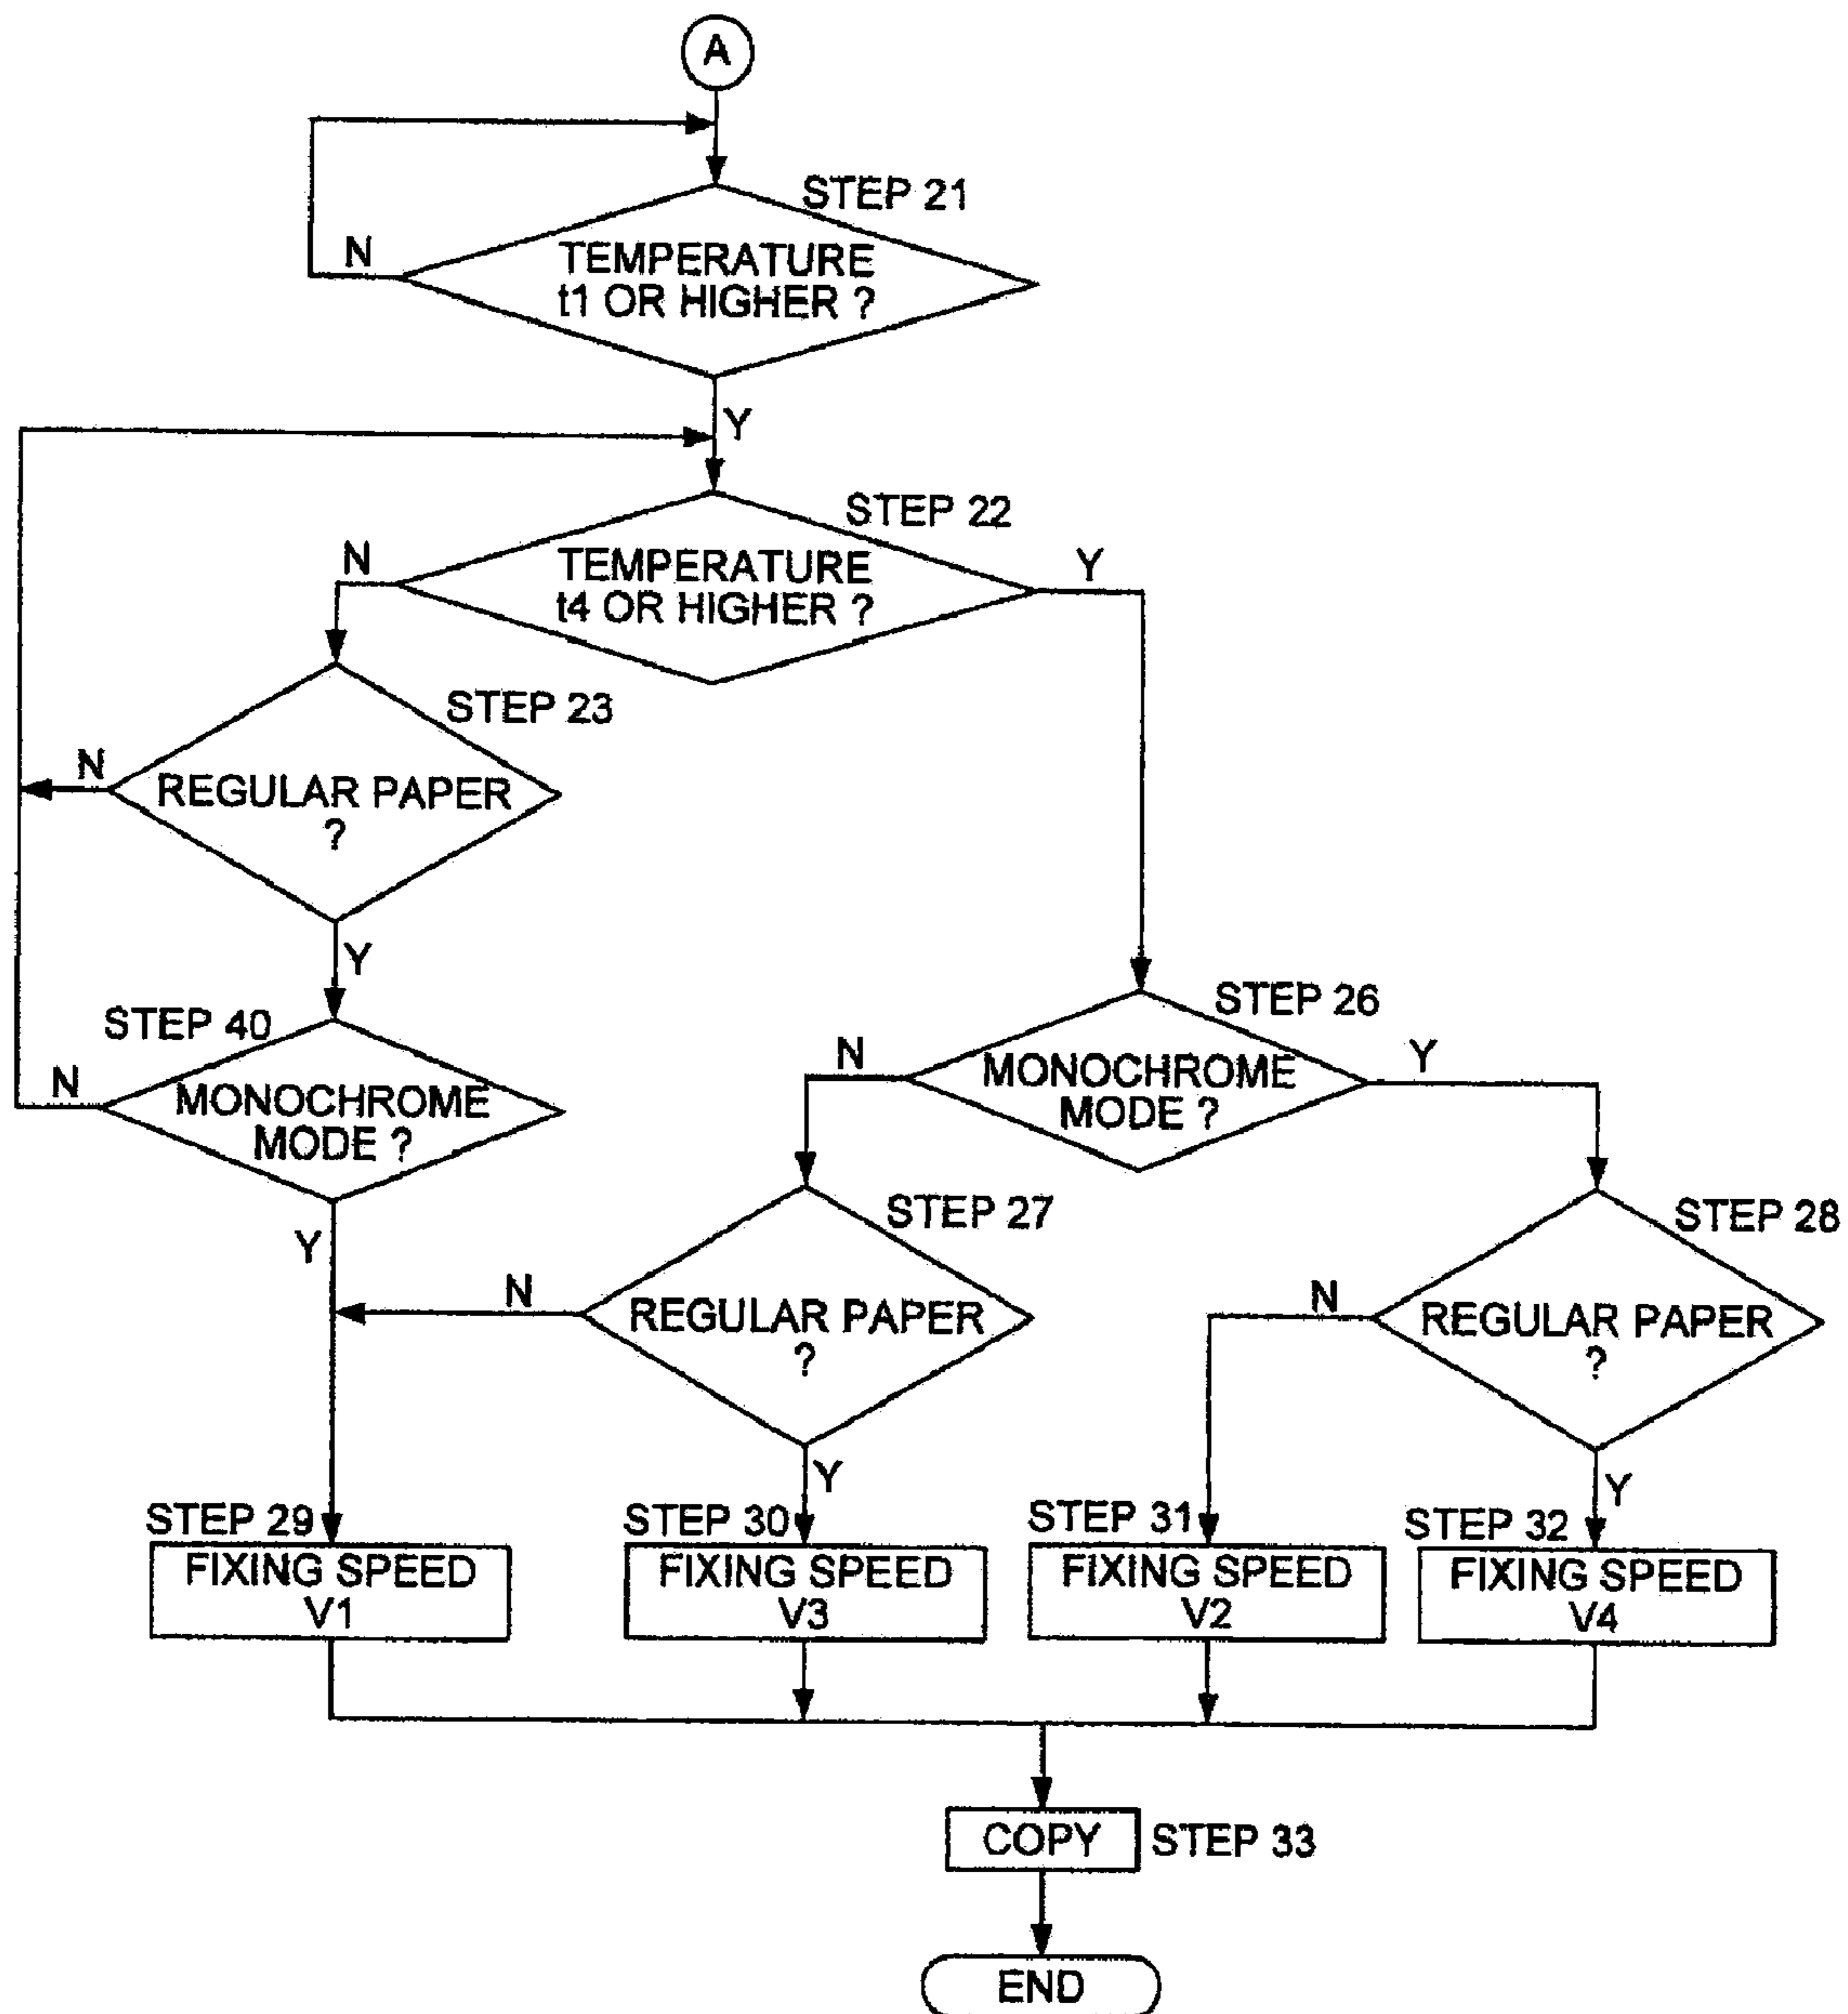 A
STEP 21
N
TEMPERATURE
t1 OR HIGHER ?
Y
STEP 22
N
TEMPERATURE
t4 OR HIGHER ?
Y
STEP 23
N
REGULAR PAPER
?
Y
STEP 40
N
MONOCHROME
MODE ?
Y
STEP 26
N
MONOCHROME
MODE ?
Y
STEP 27
N
REGULAR PAPER
?
Y
STEP 28
N
REGULAR PAPER
?
Y
STEP 29
FIXING SPEED
V1
STEP 30
FIXING SPEED
V3
STEP 31
FIXING SPEED
V2
STEP 32
FIXING SPEED
V4
COPY
STEP 33
END